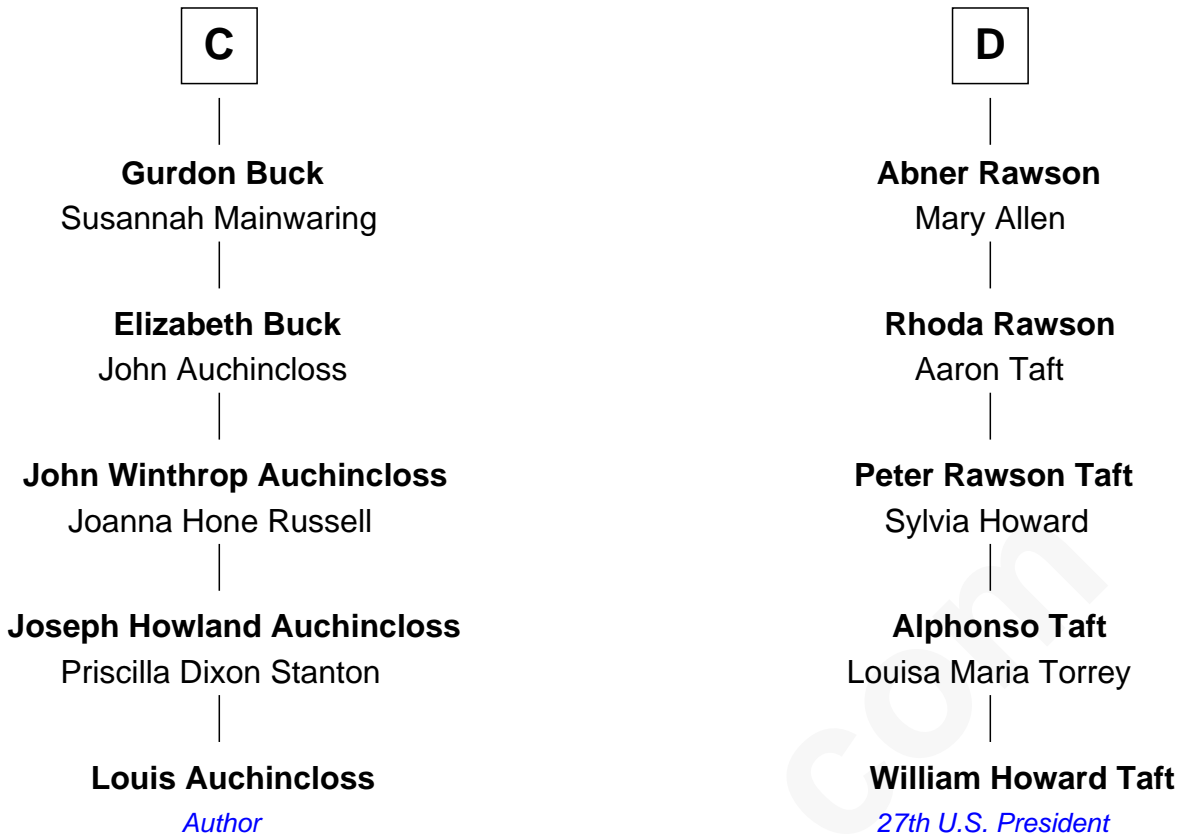 C
Gurdon Buck
Susannah Mainwaring
Elizabeth Buck
John Auchincloss
John Winthrop Auchincloss
Joanna Hone Russell
Joseph Howland Auchincloss
Priscilla Dixon Stanton
Louis Auchincloss
Author
D
Abner Rawson
Mary Allen
Rhoda Rawson
Aaron Taft
Peter Rawson Taft
Sylvia Howard
Alphonso Taft
Louisa Maria Torrey
William Howard Taft
27th U.S. President
com